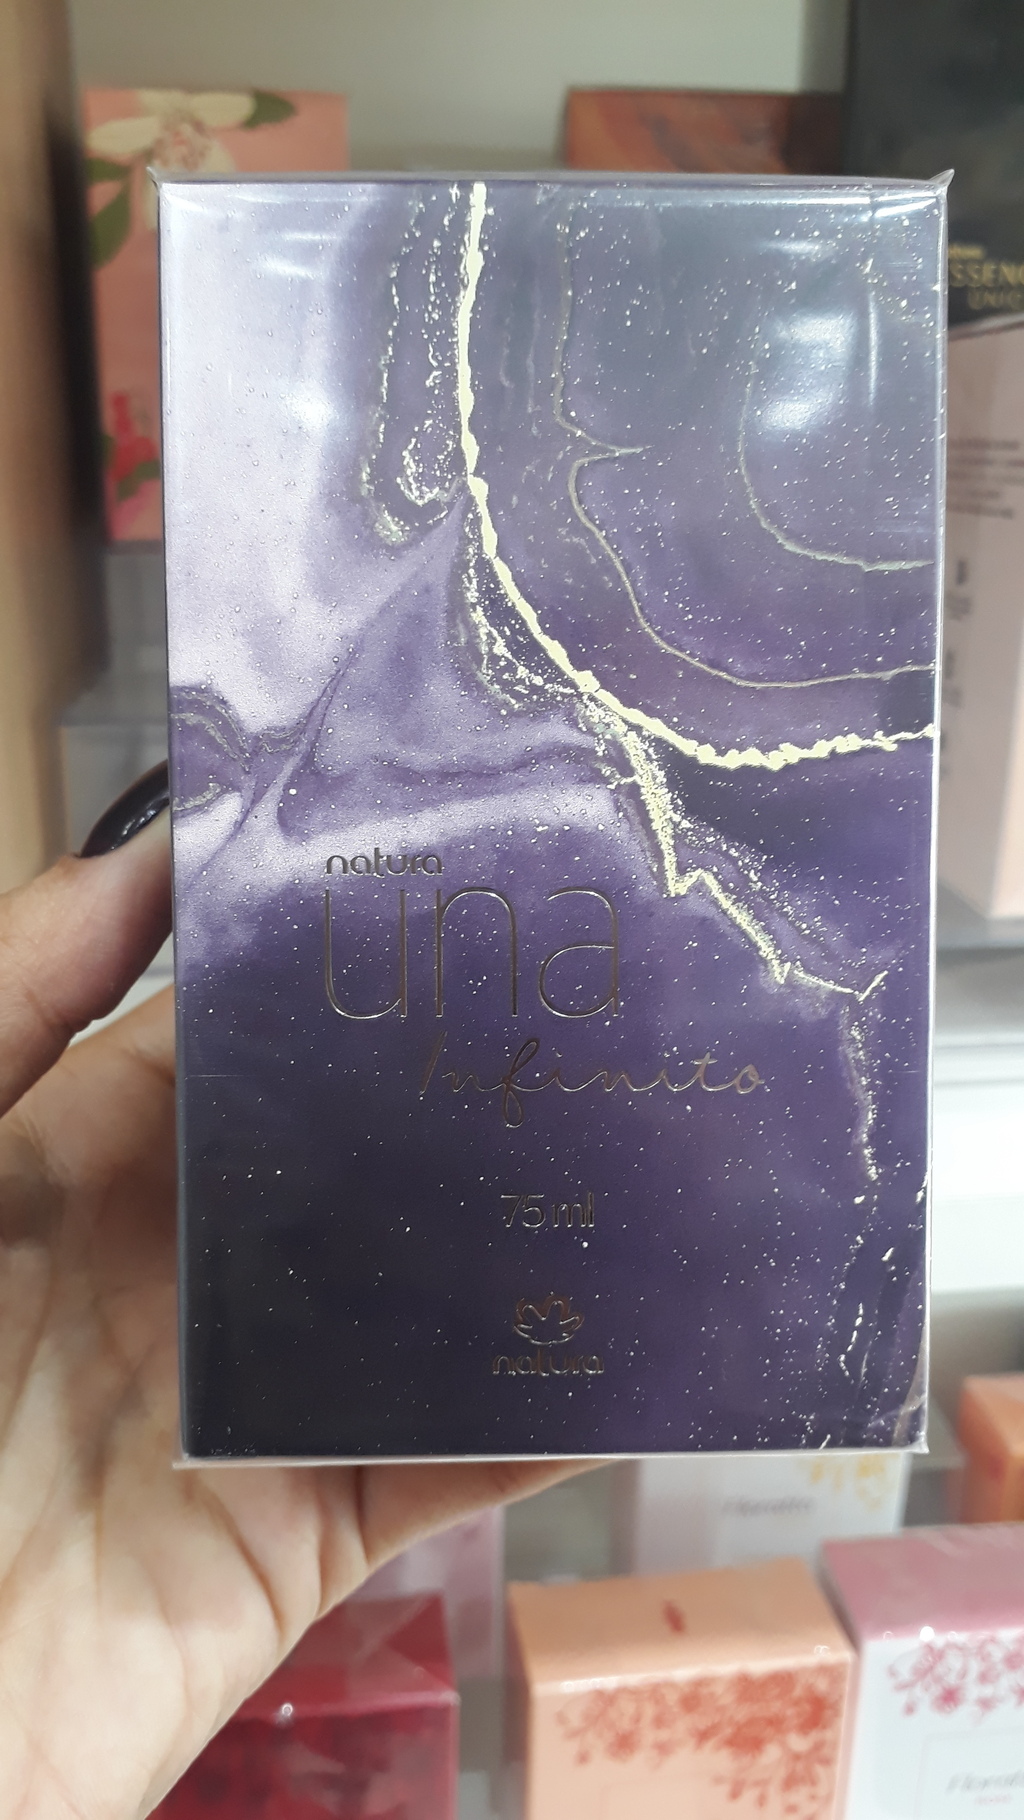 natura
una
Infinito
75 ml
natura